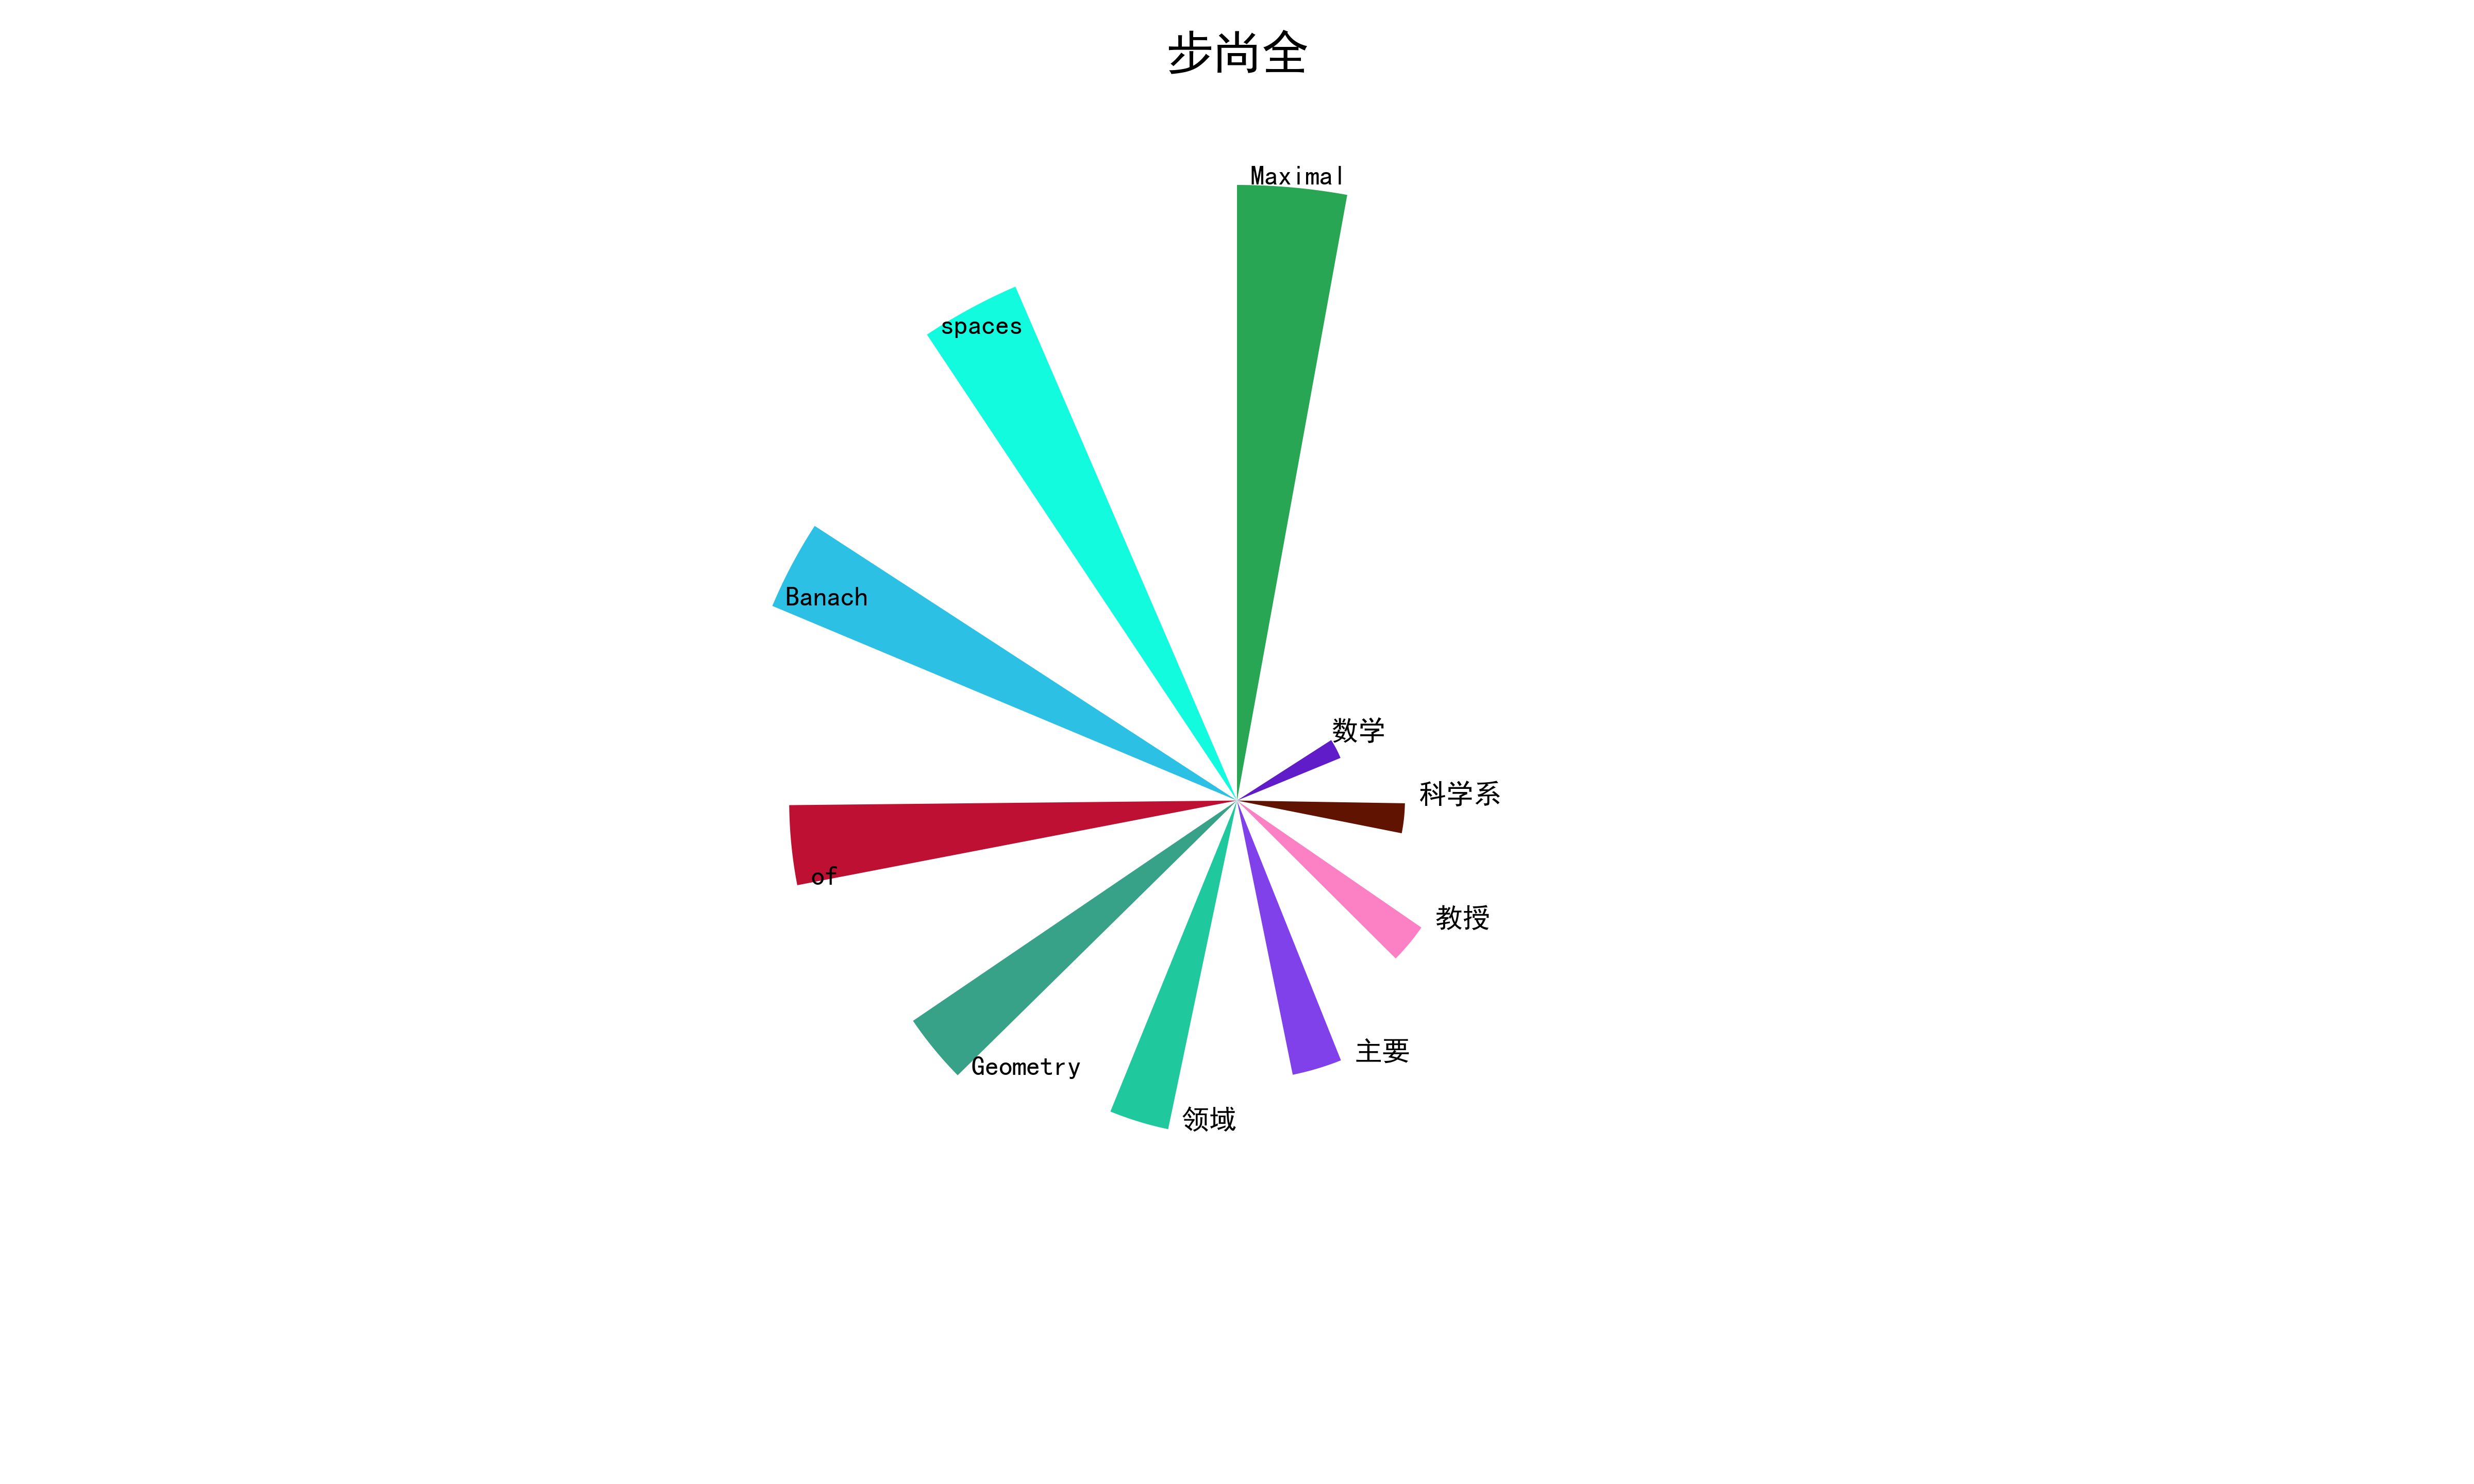 步尚全
Maximal
spaces
Banach
数学
科学系
of
教授
主要
Geometry
领域